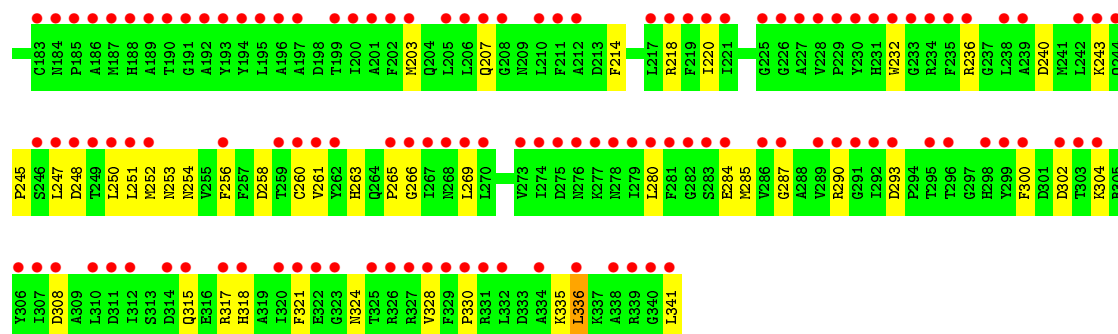 C183 N184 P185 A186 M187 H188 A189 T190 G191 A192 Y193 Y194 L195 A196 A197 D198 T199 I200 A201 F202 M203 Q204 L205 L206 Q207 G208 N209 L210 F211 A212 D213 F214 L217 R218 F219 I220 I221 G225 G226 A227 V228 P229 Y230 H231 W232 G233 R234 F235 R236 G237 L238 A239 D240 M241 L242 K243
P245 S246 L247 D248 T249 L250 L251 M252 N253 N254 V255 F256 F257 D258 T259 C260 V261 Y262 H263 Q264 P265 G266 I267 N268 L269 L270 V273 I274 D275 N276 K277 N278 I279 L280 F281 G282 S283 E284 M285 V286 G287 A288 V289 R290 G291 I292 D293 P294 T295 T296 G297 H298 Y299 F300 D301 D302 T303 K304
Y306 I307 D308 A309 L310 D311 I312 S313 D314 Q315 E316 R317 H318 A319 I320 F321 E322 G323 N324 T325 R326 R327 V328 F329 P330 R331 L332 D333 A334 K335 L336 K337 A338 R339 G340 L341